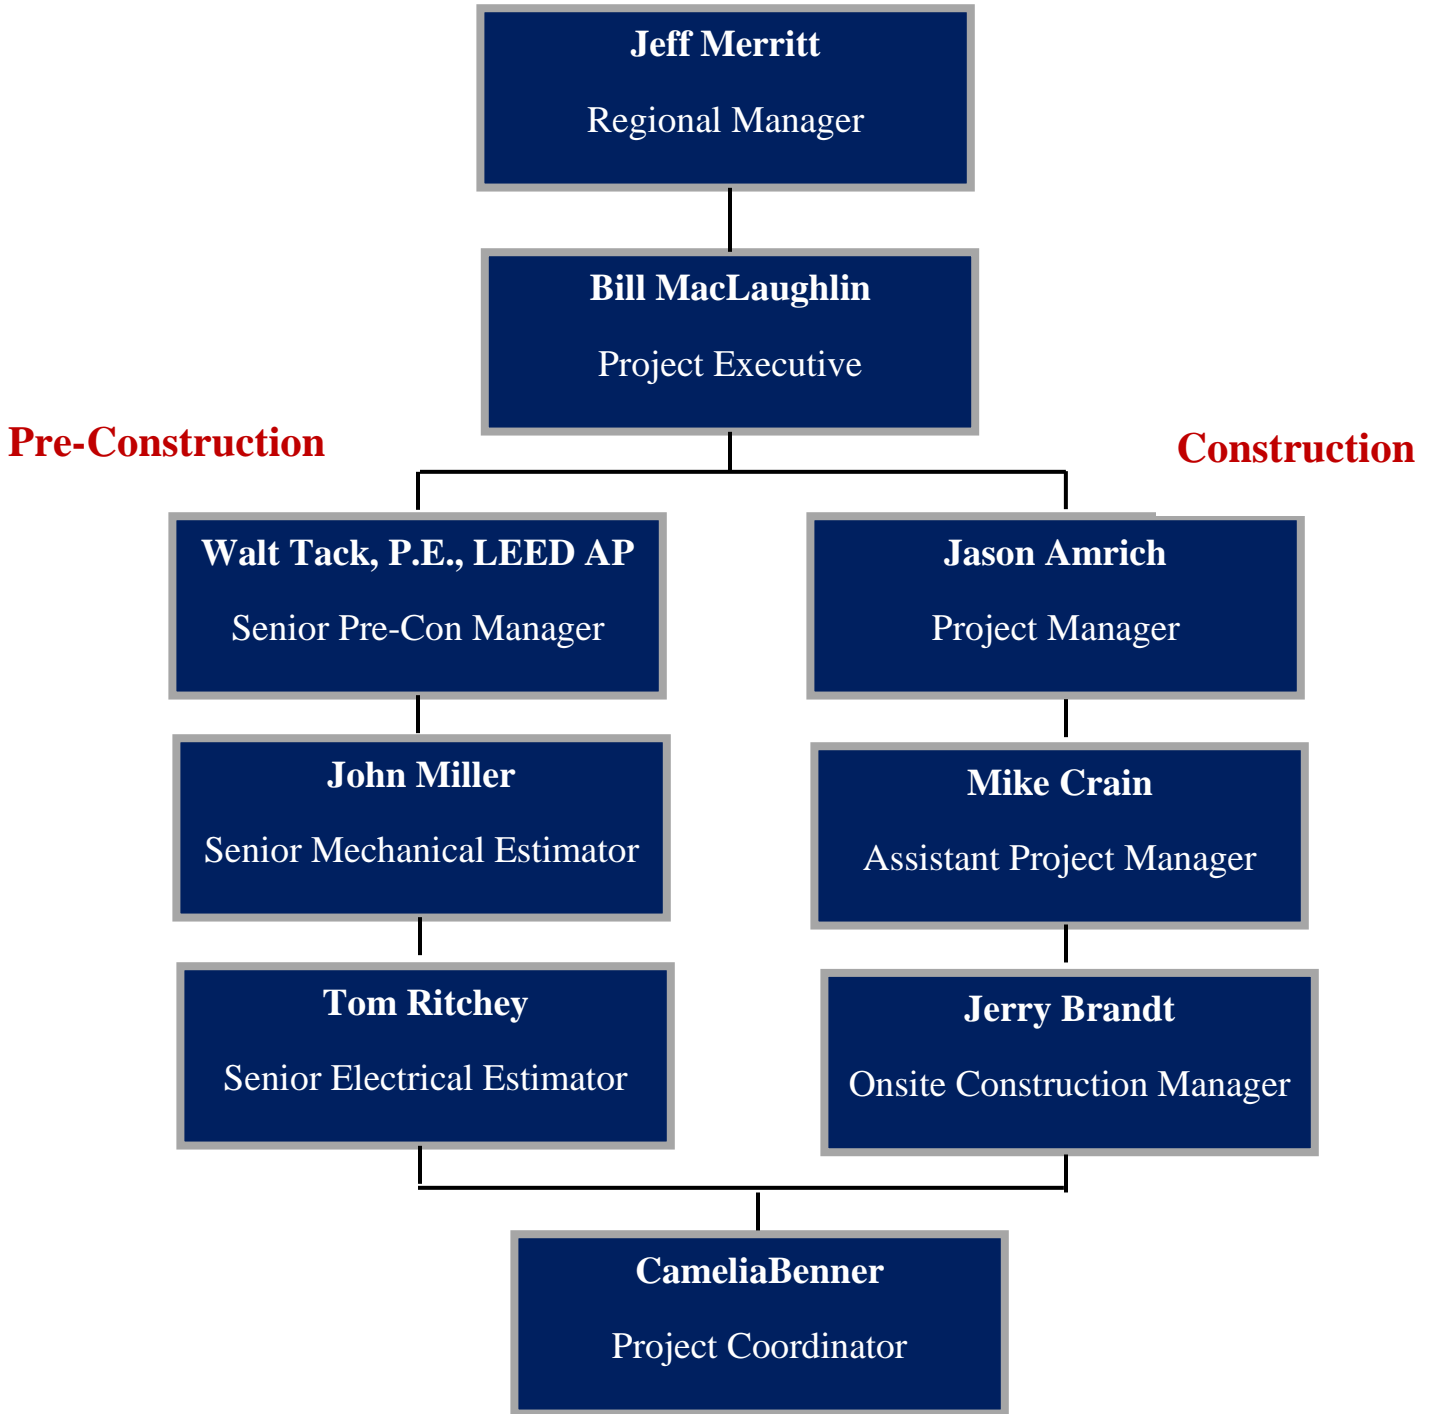 Jeff Merritt
Regional Manager
Bill MacLaughlin
Project Executive
Pre-Construction
Construction
Walt Tack, P.E., LEED AP
Senior Pre-Con Manager
John Miller
Senior Mechanical Estimator
Tom Ritchey
Senior Electrical Estimator
Jason Amrich
Project Manager
Mike Crain
Assistant Project Manager
Jerry Brandt
Onsite Construction Manager
CameliaBenner
Project Coordinator